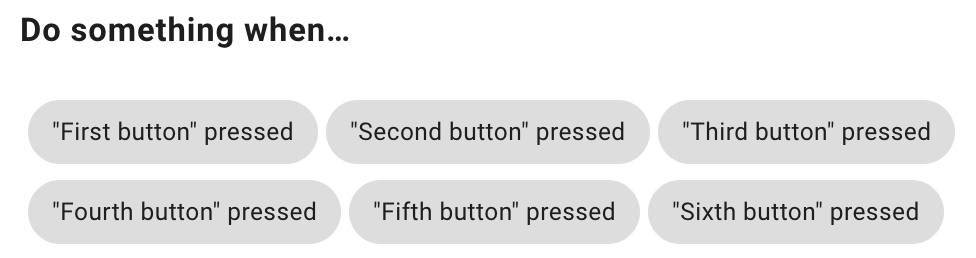 Do something when…
"First button" pressed "Second button" pressed "Third button" pressed
"Fourth button" pressed "Fifth button" pressed "Sixth button" pressed